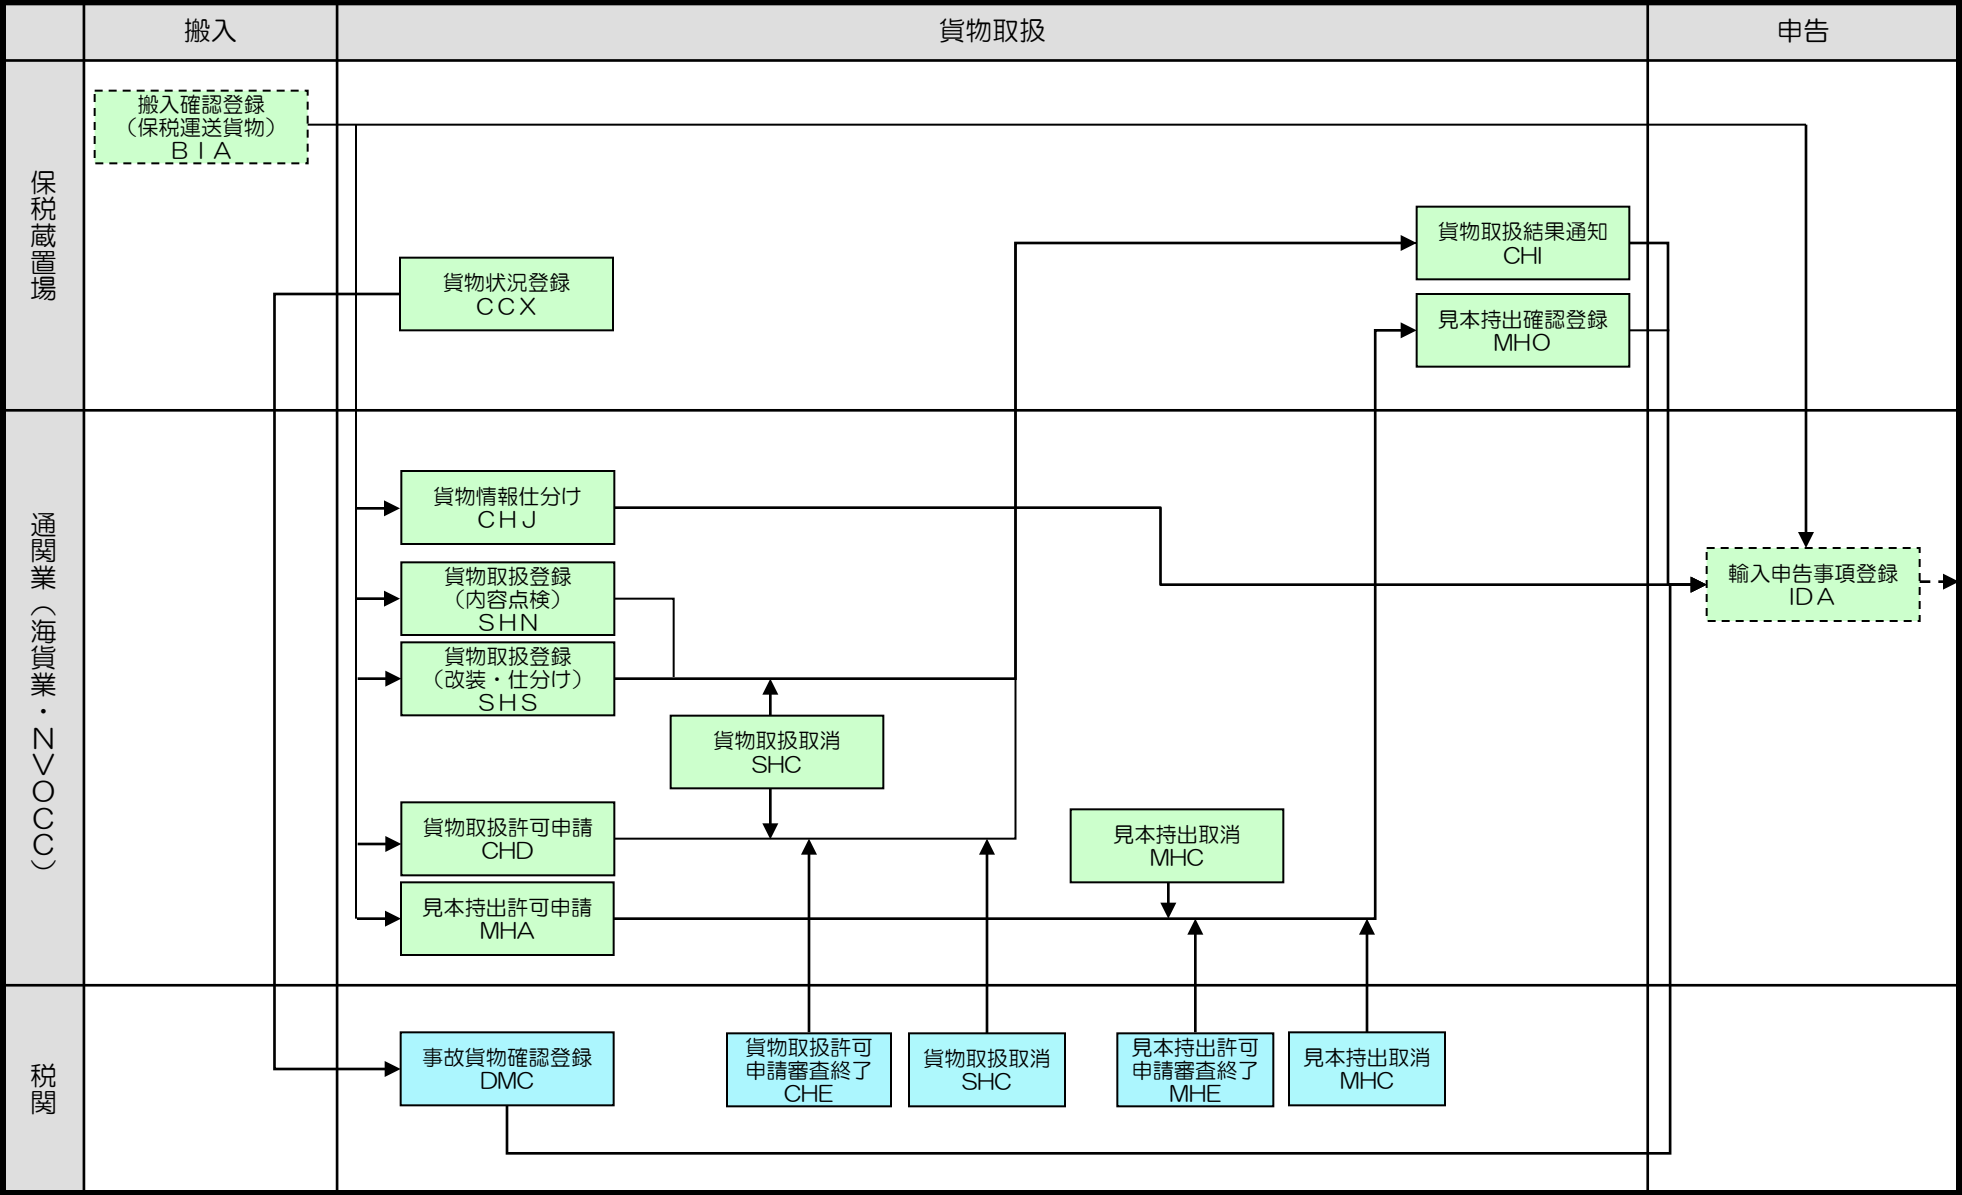 搬入
貨物取扱
申告
保税蔵置場
搬入確認登録
（保税運送貨物）
ＢＩＡ
貨物状況登録
ＣＣＸ
貨物取扱結果通知
CHI
見本持出確認登録
MHO
通関業（海貨業・ＮＶＯＣＣ）
貨物情報仕分け
ＣＨＪ
貨物取扱登録
（内容点検）
ＳＨＮ
貨物取扱登録
（改装・仕分け）
ＳＨＳ
貨物取扱取消
SHC
貨物取扱許可申請
CHD
見本持出許可申請
MHA
見本持出取消
MHC
輸入申告事項登録
IDA
税関
事故貨物確認登録
DMC
貨物取扱許可
申請審査終了
CHE
貨物取扱取消
SHC
見本持出許可
申請審査終了
MHE
見本持出取消
MHC